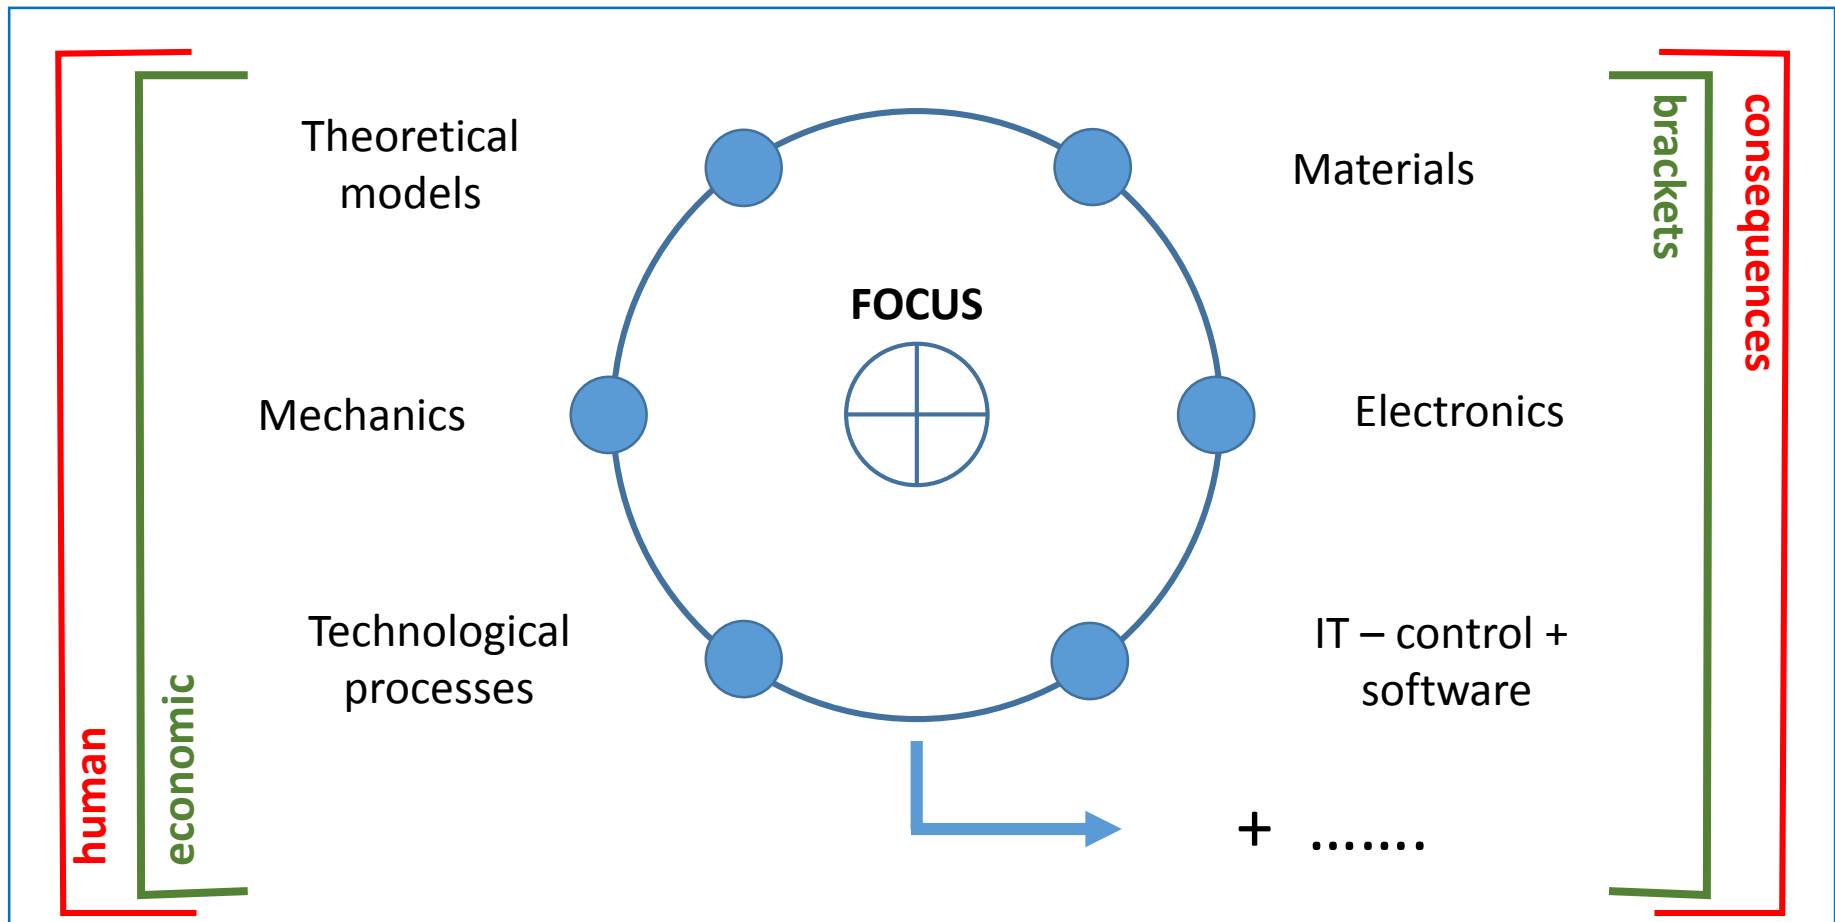 Theoretical
models
Materials
FOCUS
Mechanics
Electronics
Technological
processes
IT – control +
software
+ .......
human
economic
brackets
consequences